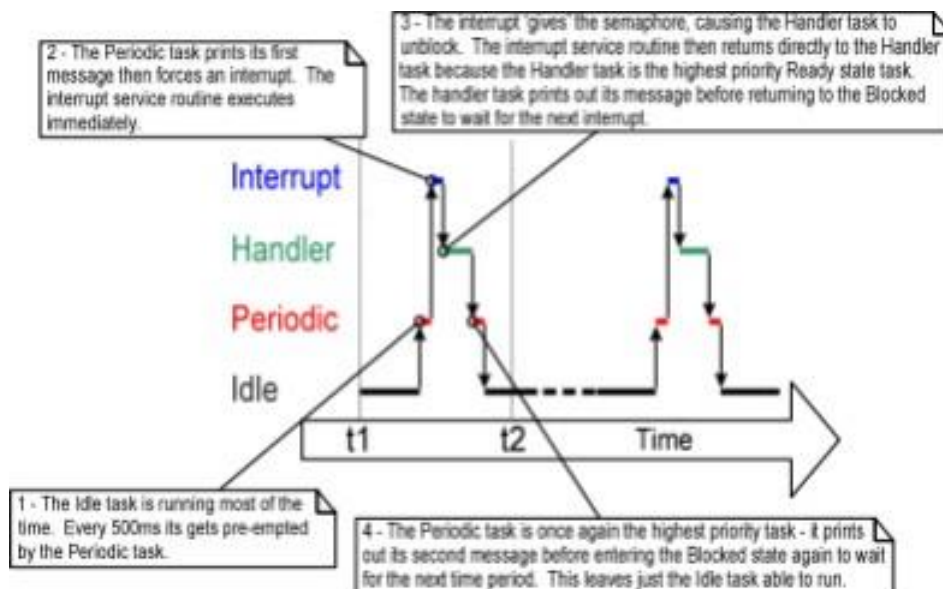 2 - The Periodic task prints its first
message then forces an interrupt. The
interrupt service routine executes
immediately.
3 - The interrupt 'gives' the semaphore, causing the Handler task to
unblock. The interrupt service routine then returns directly to the Handler
task because the Handler task is the highest priority Ready state task.
The handler task prints out its message before returning to the Blocked
state to wait for the next interrupt.
Interrupt
Handler
Periodic
Idle
t1 t2 Time
1 - The Idle task is running most of the
time. Every 500ms its gets pre-empted
by the Periodic task.
4 - The Periodic task is once again the highest priority task - it prints
out its second message before entering the Blocked state again to wait
for the next time period. This leaves just the Idle task able to run.